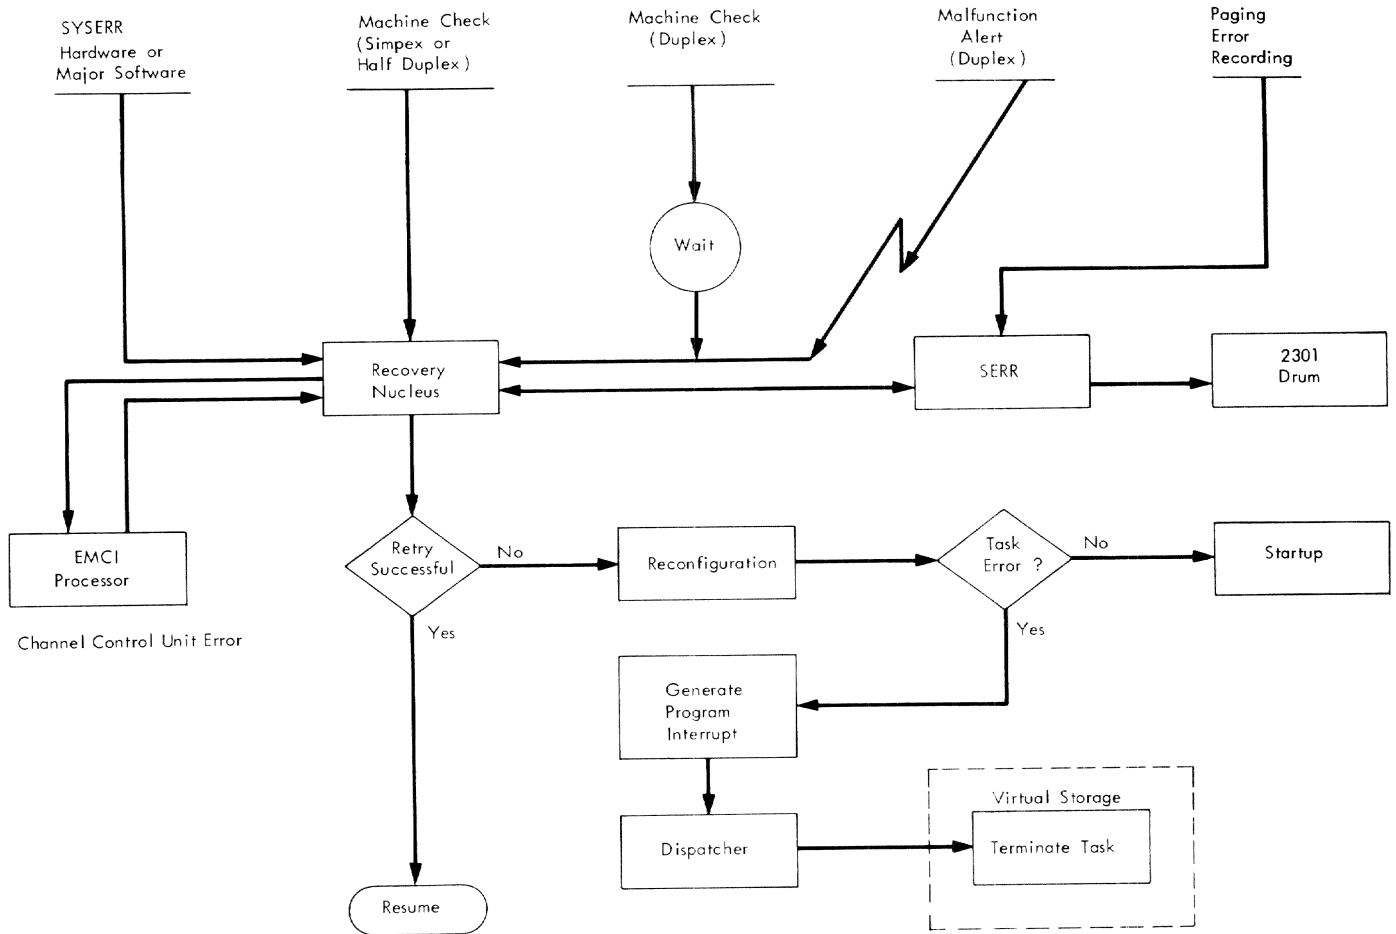 SYSERR
Hardware or
Major Software
Machine Check
(Simpex or
Half Duplex)
Machine Check
(Duplex)
Malfunction
Alert
(Duplex)
Paging
Error
Recording
Wait
Recovery
Nucleus
SERR
2301
Drum
EMCI
Processor
Channel Control Unit Error
Retry
Successful
No
Yes
Reconfiguration
Task
Error ?
No
Yes
Startup
Generate
Program
Interrupt
Dispatcher
Virtual Storage
Terminate Task
Resume